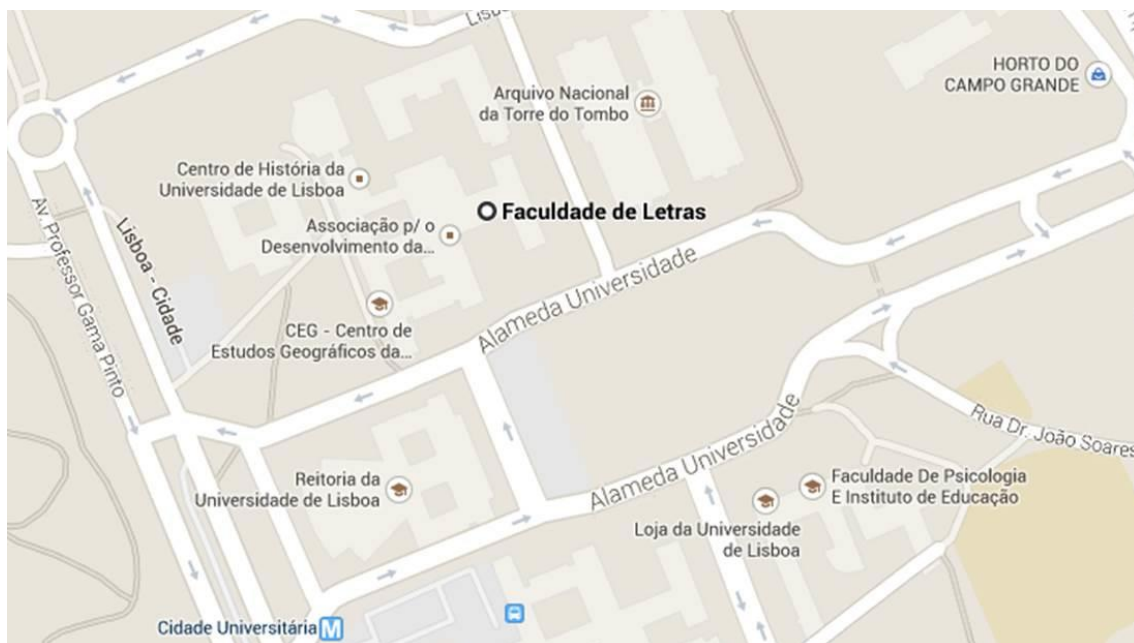 HORTO DO
CAMPO GRANDE
Arquivo Nacional
da Torre do Tombo
Centro de História da
Universidade de Lisboa
Faculdade de Letras
Associação p/ o
Desenvolvimento da...
Av. Professor Gama Pinto
Lisboa - Cidade
Alameda Universidade
CEG - Centro de
Estudos Geográficos da...
Alameda Universidade
Rua Dr. João Soares
Reitoria da
Universidade de Lisboa
Faculdade De Psicologia
E Instituto de Educação
Loja da Universidade
de Lisboa
Cidade Universitária M